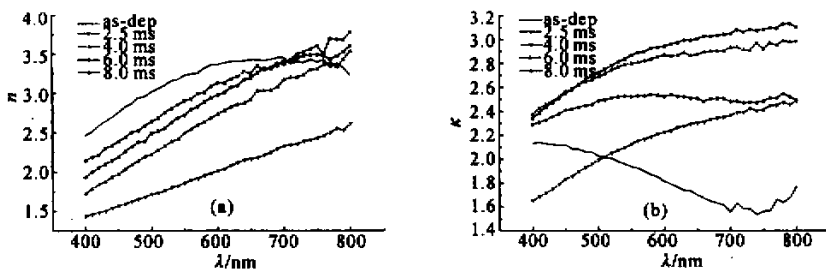 (a)
as-dep
2.5 ms
4.0 ms
6.0 ms
8.0 ms
n
4.0
3.5
3.0
2.5
2.0
1.5
400
500
600
700
800
λ/nm
(b)
as-dep
2.5 ms
4.0 ms
6.0 ms
8.0 ms
κ
3.2
3.0
2.8
2.6
2.4
2.2
2.0
1.8
1.6
1.4
400
500
600
700
800
λ/nm